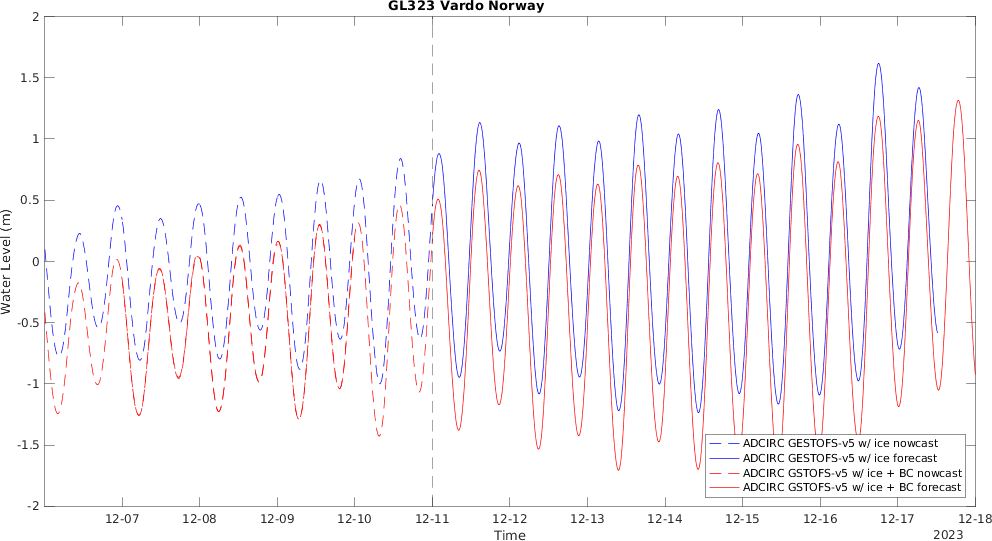 GL323 Vardo Norway
2
1.5
1
0.5
0
-0.5
-1
-1.5
-2
Water Level (m)
ADCIRC GESTOFS-v5 w/ ice nowcast
ADCIRC GESTOFS-v5 w/ ice forecast
ADCIRC GSTOFS-v5 w/ ice + BC nowcast
ADCIRC GSTOFS-v5 w/ ice + BC forecast
12-07 12-08 12-09 12-10 12-11 12-12 12-13 12-14 12-15 12-16 12-17 12-18
Time
2023